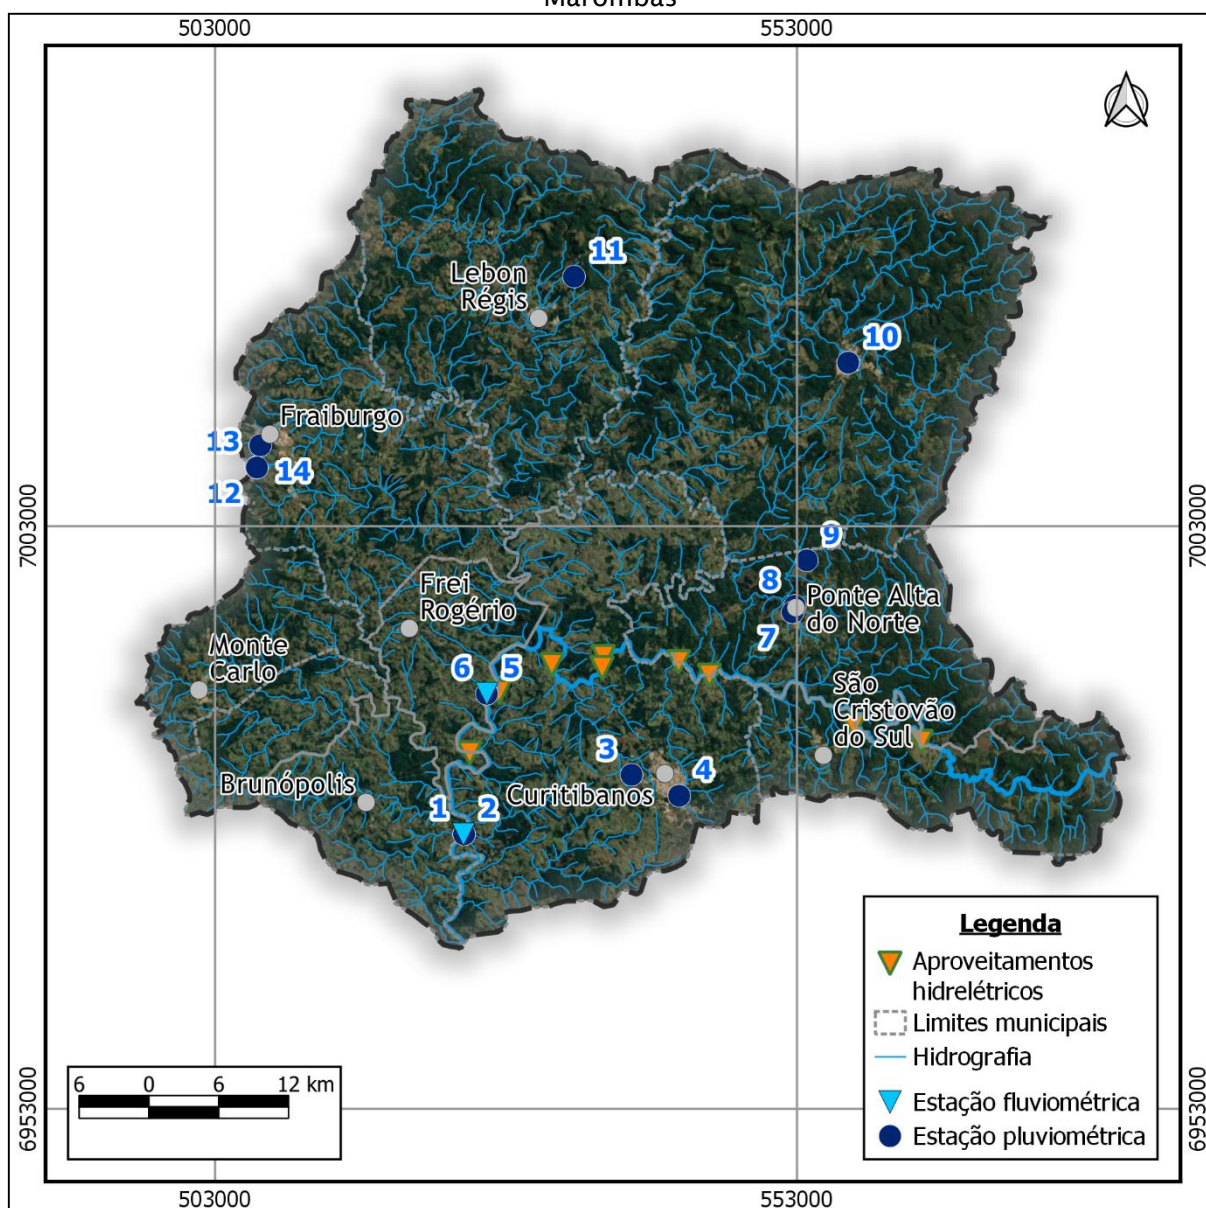 Marombas
503000
553000
11
Lebon
Régis
10
Fraiburgo
13
14
12
7003000
7003000
9
Frei
Rogério
8
Ponte Alta
do Norte
7
Monte
Carlo
6
5
São
Cristovão
do Sul
3
4
Brunópolis
Curitibanos
1
2
Legenda
Aproveitamentos
hidrelétricos
Limites municipais
Hidrografia
Estação fluviométrica
Estação pluviométrica
6 0 6 12 km
6953000
6953000
503000
553000